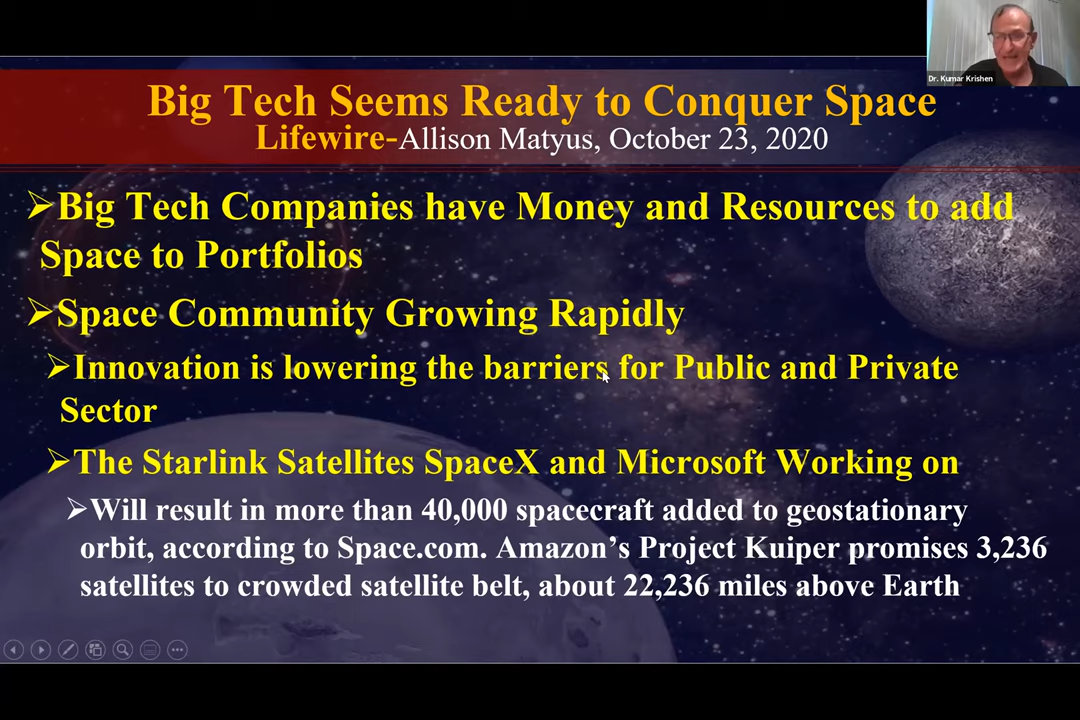 Dr. Kumar Krishen
Big Tech Seems Ready to Conquer Space
Lifewire-Allison Matyus, October 23, 2020
➢Big Tech Companies have Money and Resources to add
Space to Portfolios
➢Space Community Growing Rapidly
➢Innovation is lowering the barriers for Public and Private
Sector
➢The Starlink Satellites SpaceX and Microsoft Working on
➢Will result in more than 40,000 spacecraft added to geostationary
orbit, according to Space.com. Amazon’s Project Kuiper promises 3,236
satellites to crowded satellite belt, about 22,236 miles above Earth